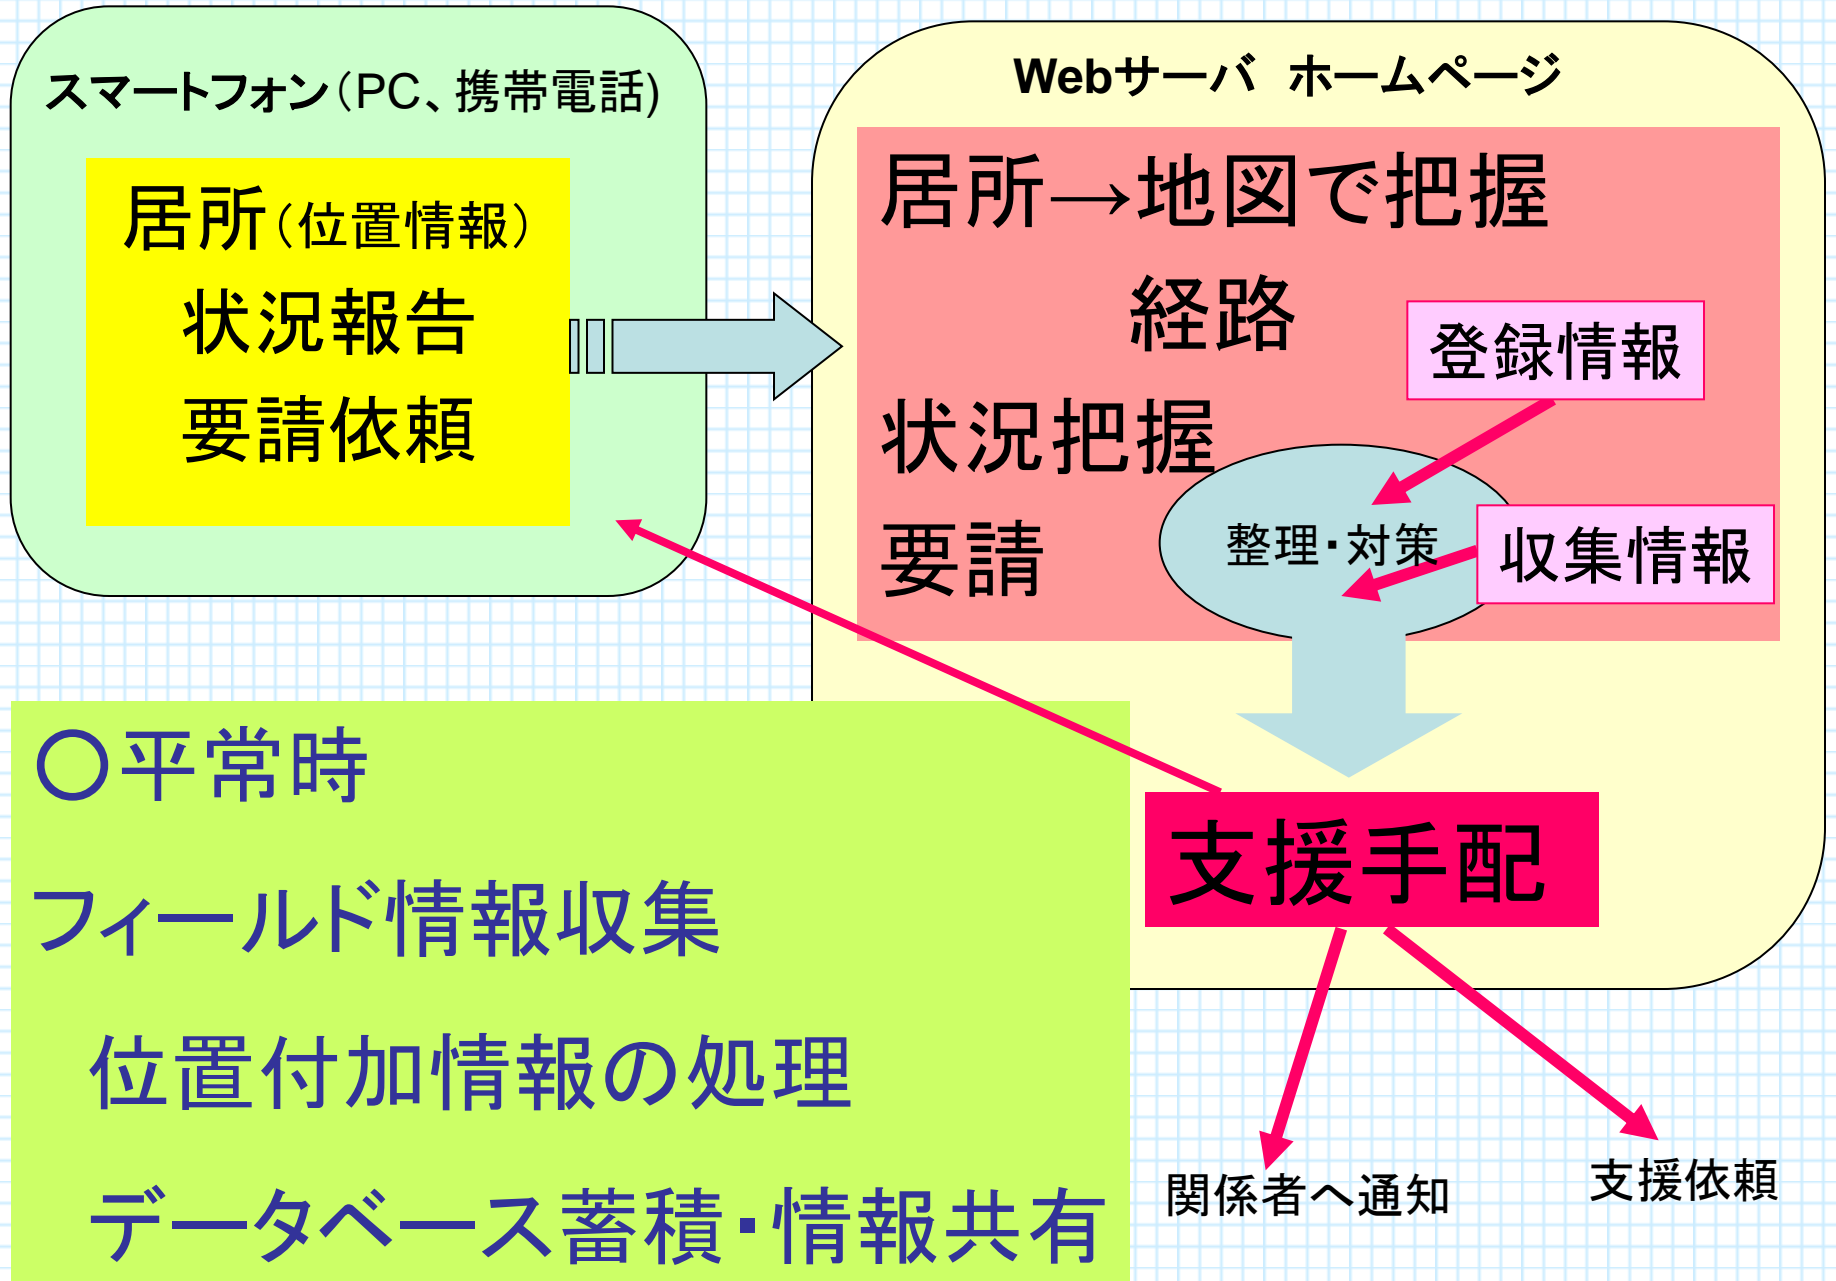 スマートフォン（PC、携帯電話)
居所（位置情報）
状況報告
要請依頼
Webサーバ　ホームページ
居所→地図で把握
経路
登録情報
状況把握
整理・対策
収集情報
要請
支援手配
関係者へ通知
支援依頼
○平常時
フィールド情報収集
位置付加情報の処理
データベース蓄積・情報共有